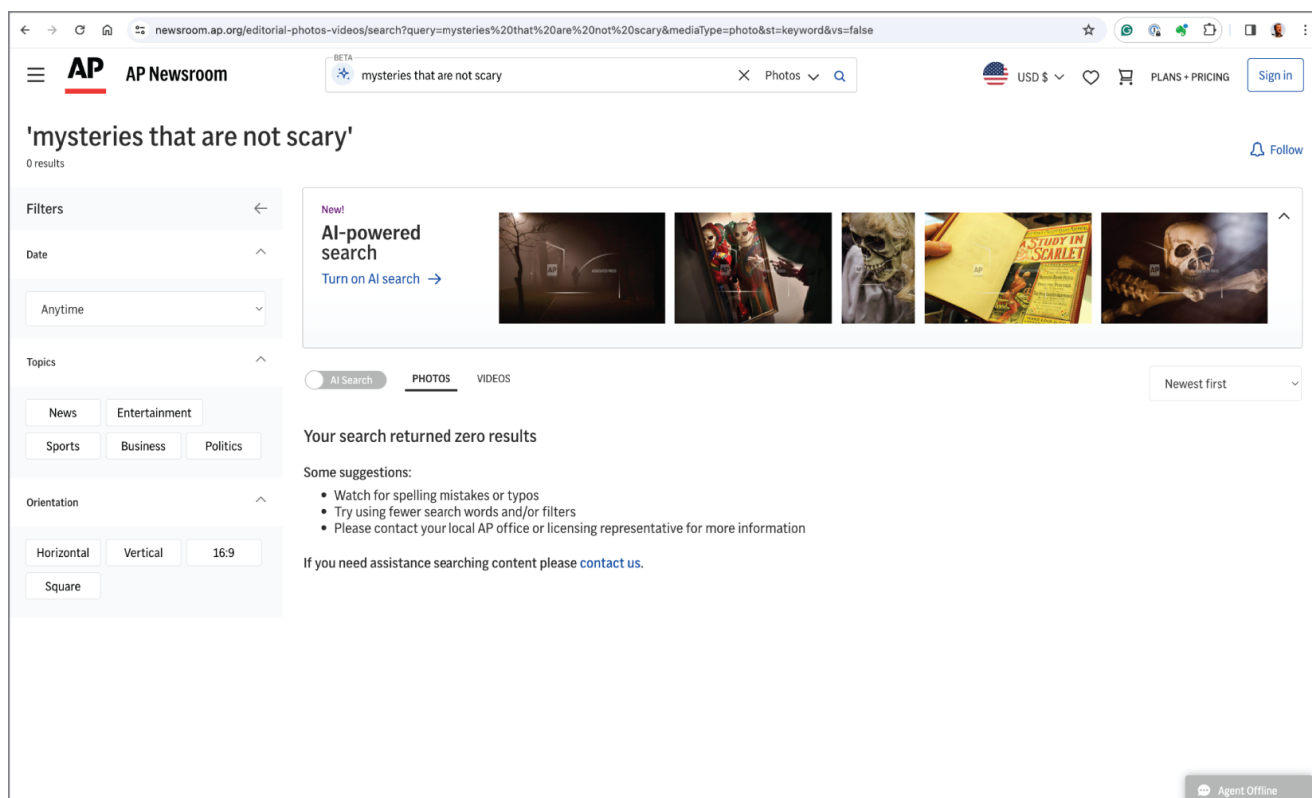 newsroom.ap.org/editorial-photos-videos/search?query=mysteries%20that%20are%20not%20scary&mediaType=photo&st=keyword&vs=false
AP AP Newsroom
BETA
mysteries that are not scary
Photos
USD $
PLANS + PRICING
Sign in
'mysteries that are not scary'
0 results
Follow
Filters
Date
Anytime
Topics
News Entertainment
Sports Business Politics
Orientation
Horizontal Vertical 16:9
Square
New!
AI-powered
search
Turn on AI search →
AP
AP
A STUDY IN
SCARLET
AP
AI Search PHOTOS VIDEOS
Newest first
Your search returned zero results
Some suggestions:
• Watch for spelling mistakes or typos
• Try using fewer search words and/or filters
• Please contact your local AP office or licensing representative for more information
If you need assistance searching content please contact us.
Agent Offline